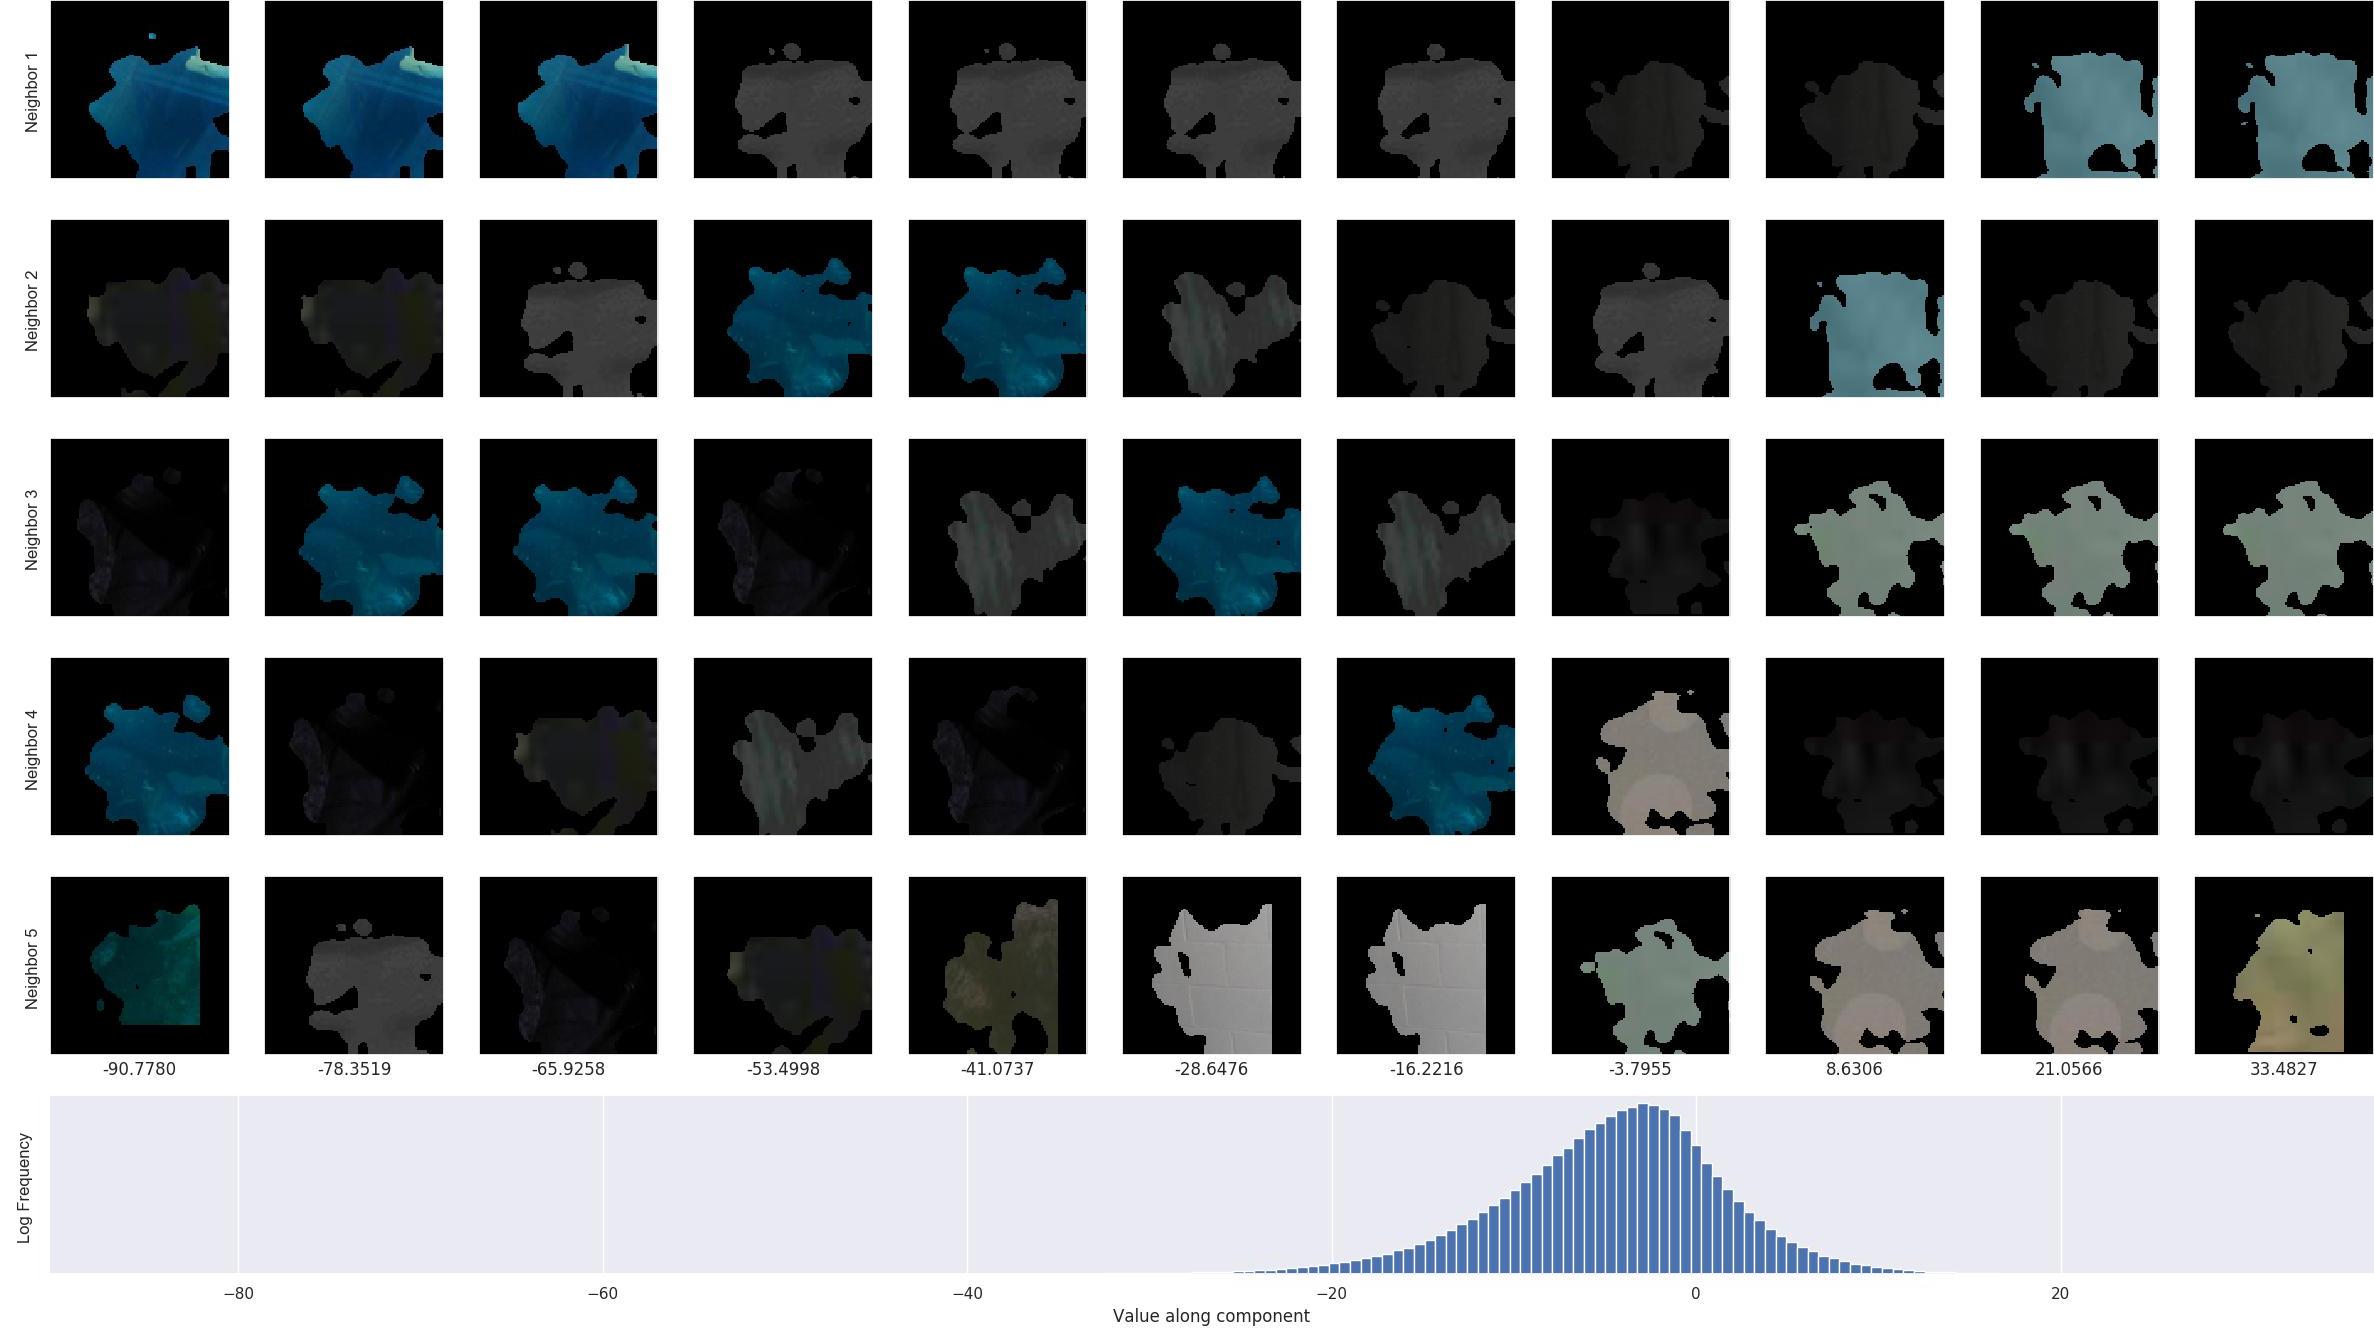 Neighbor 1
Neighbor 2
Neighbor 3
Neighbor 4
Neighbor 5
-90.7780 -78.3519 -65.9258 -53.4998 -41.0737 -28.6476 -16.2216 -3.7955 8.6306 21.0566 33.4827
Log Frequency
−80 −60 −40 −20 0 20
Value along component